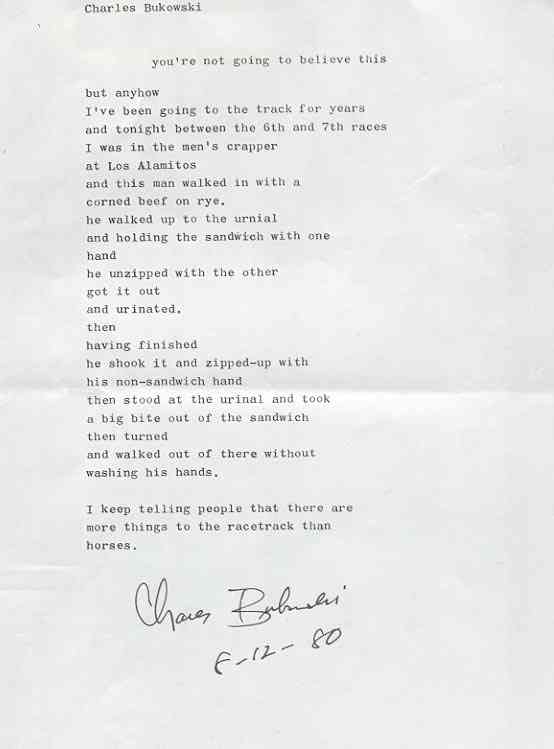 Charles Bukowski
you're not going to believe this
but anyhow
I've been going to the track for years
and tonight between the 6th and 7th races
I was in the men's crapper
at Los Alamitos
and this man walked in with a
corned beef on rye.
he walked up to the urnial
and holding the sandwich with one
hand
he unzipped with the other
got it out
and urinated.
then
having finished
he shook it and zipped-up with
his non-sandwich hand
then stood at the urinal and took
a big bite out of the sandwich
then turned
and walked out of there without
washing his hands.
I keep telling people that there are
more things to the racetrack than
horses.
Charles Bukowski
8-12-80